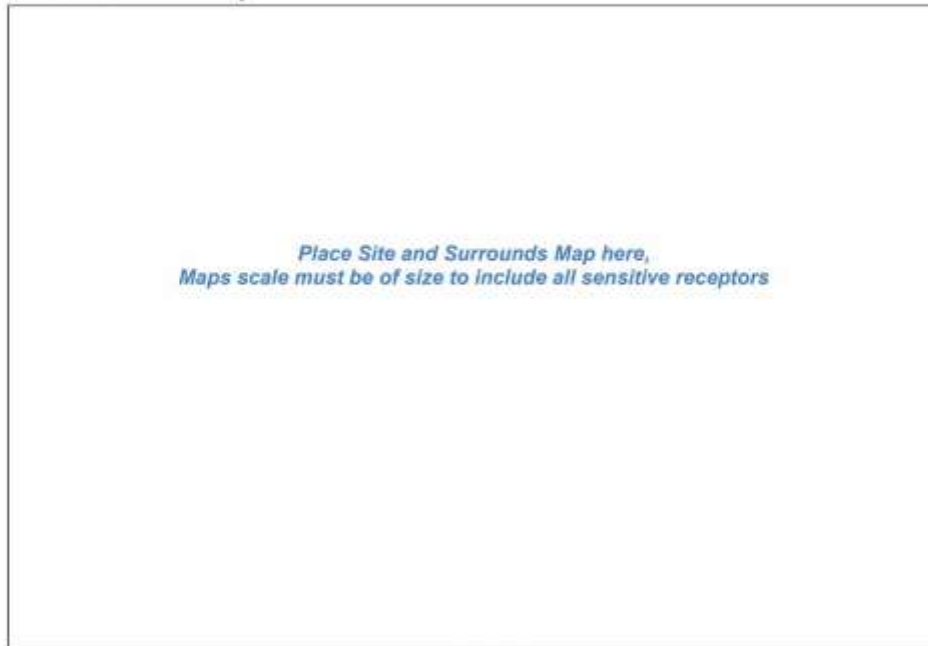 Place Site and Surrounds Map here,
Maps scale must be of size to include all sensitive receptors